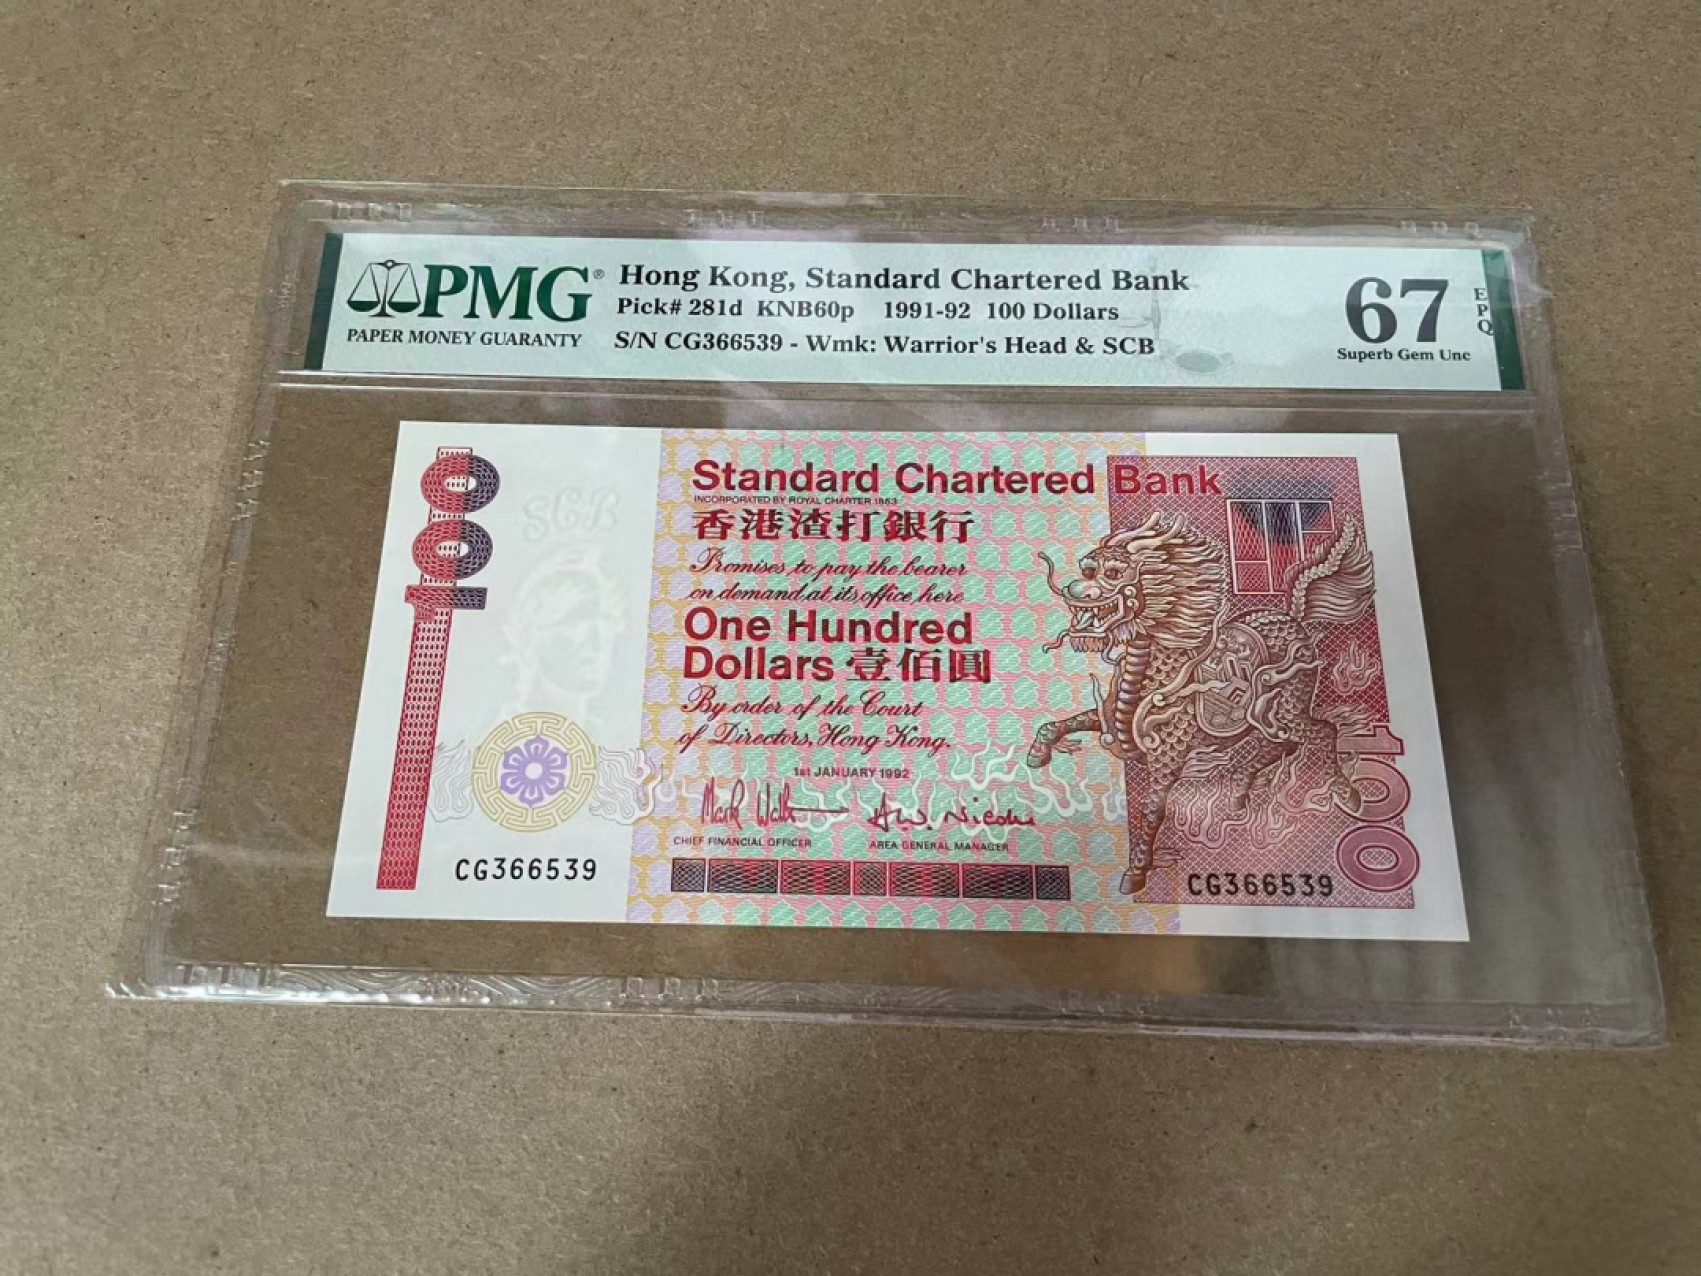 PMG®
PAPER MONEY GUARANTY
Hong Kong, Standard Chartered Bank
Pick# 281d KNB60p 1991-92 100 Dollars
S/N CG366539 - Wmk: Warrior's Head & SCB
67
EPQ
Superb Gem Unc
100
SCB
Standard Chartered Bank
INCORPORATED BY ROYAL CHARTER 1853
香港渣打銀行
Promises to pay the bearer
on demand at its office here
One Hundred
Dollars 壹佰圓
By order of the Court
of Directors, Hong Kong.
1st JANUARY 1992
CHIEF FINANCIAL OFFICER
AREA GENERAL MANAGER
CG366539
CG366539
100